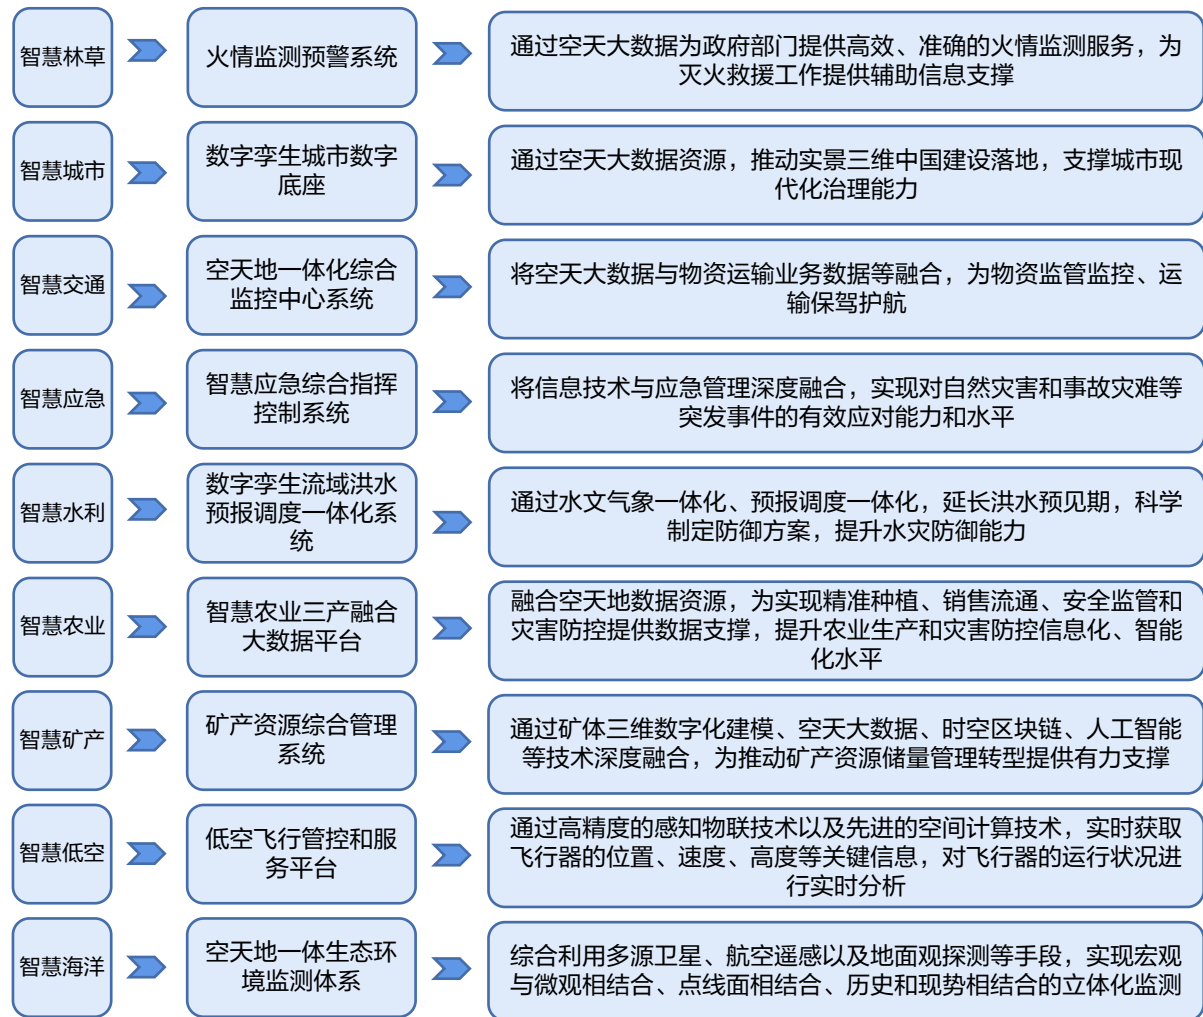 智慧林草
火情监测预警系统
通过空天大数据为政府部门提供高效、准确的火情监测服务，为
灭火救援工作提供辅助信息支撑
智慧城市
数字孪生城市数字
底座
通过空天大数据资源，推动实景三维中国建设落地，支撑城市现
代化治理能力
智慧交通
空天地一体化综合
监控中心系统
将空天大数据与物资运输业务数据等融合，为物资监管监控、运
输保驾护航
智慧应急
智慧应急综合指挥
控制系统
将信息技术与应急管理深度融合，实现对自然灾害和事故灾难等
突发事件的有效应对能力和水平
智慧水利
数字孪生流域洪水
预报调度一体化系
统
通过水文气象一体化、预报调度一体化，延长洪水预见期，科学
制定防御方案，提升水灾防御能力
智慧农业
智慧农业三产融合
大数据平台
融合空天地数据资源，为实现精准种植、销售流通、安全监管和
灾害防控提供数据支撑，提升农业生产和灾害防控信息化、智能
化水平
智慧矿产
矿产资源综合管理
系统
通过矿体三维数字化建模、空天大数据、时空区块链、人工智能
等技术深度融合，为推动矿产资源储量管理转型提供有力支撑
智慧低空
低空飞行管控和服
务平台
通过高精度的感知物联技术以及先进的空间计算技术，实时获取
飞行器的位置、速度、高度等关键信息，对飞行器的运行状况进
行实时分析
智慧海洋
空天地一体生态环
境监测体系
综合利用多源卫星、航空遥感以及地面观探测等手段，实现宏观
与微观相结合、点线面相结合、历史和现势相结合的立体化监测